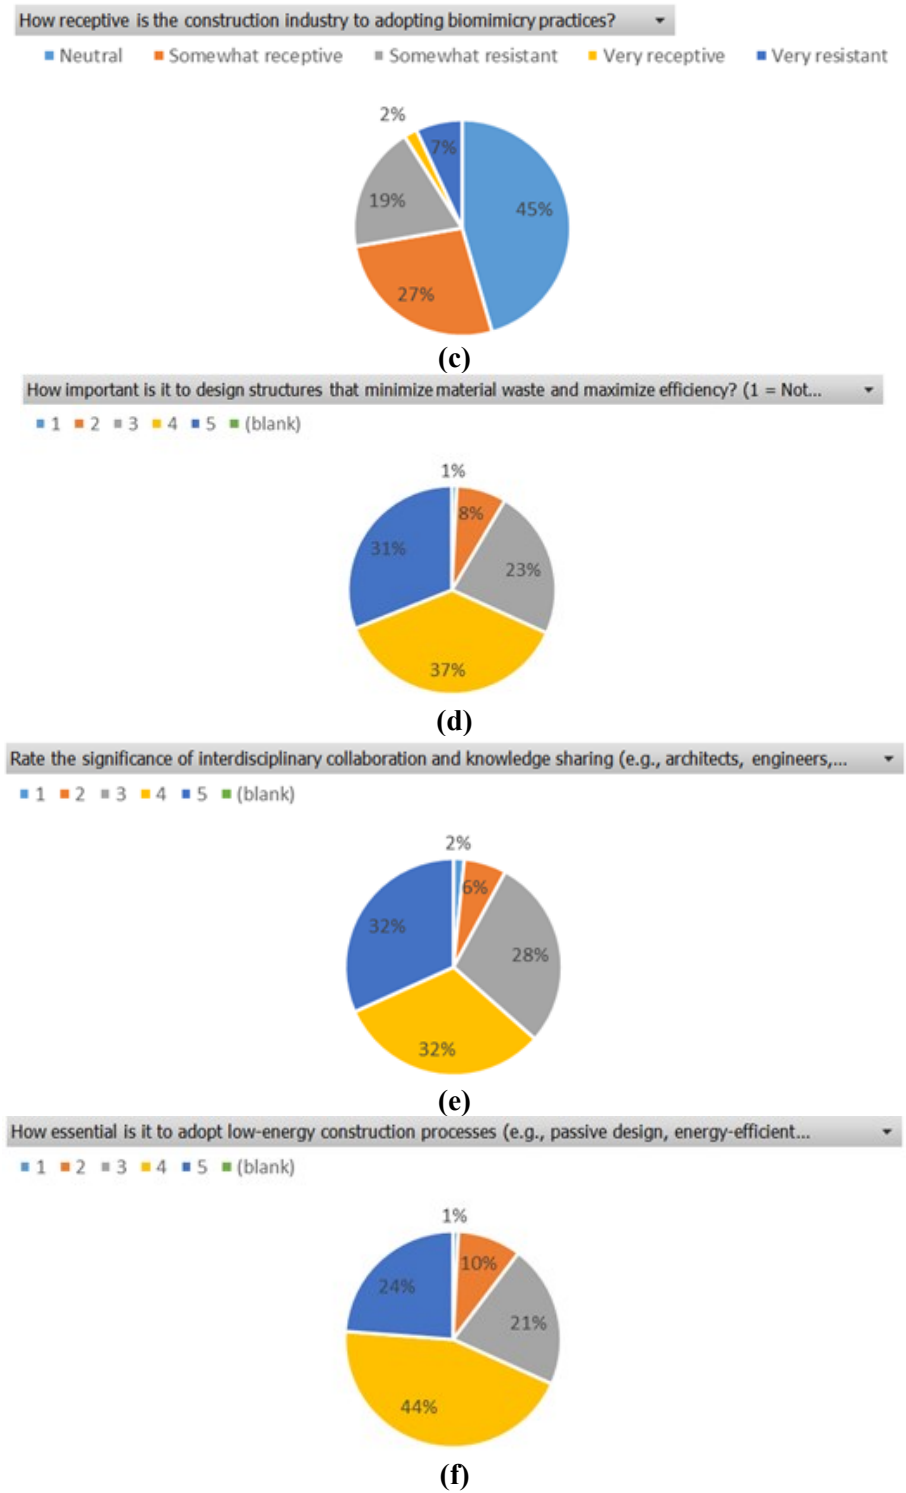 How receptive is the construction industry to adopting biomimicry practices?
Neutral Somewhat receptive Somewhat resistant Very receptive Very resistant
2%
7%
19%
45%
27%
(c)
How important is it to design structures that minimize material waste and maximize efficiency? (1 = Not...
1 2 3 4 5 (blank)
1%
8%
31%
23%
37%
(d)
Rate the significance of interdisciplinary collaboration and knowledge sharing (e.g., architects, engineers,...
1 2 3 4 5 (blank)
2%
6%
32%
28%
32%
(e)
How essential is it to adopt low-energy construction processes (e.g., passive design, energy-efficient...
1 2 3 4 5 (blank)
1%
10%
24%
21%
44%
(f)